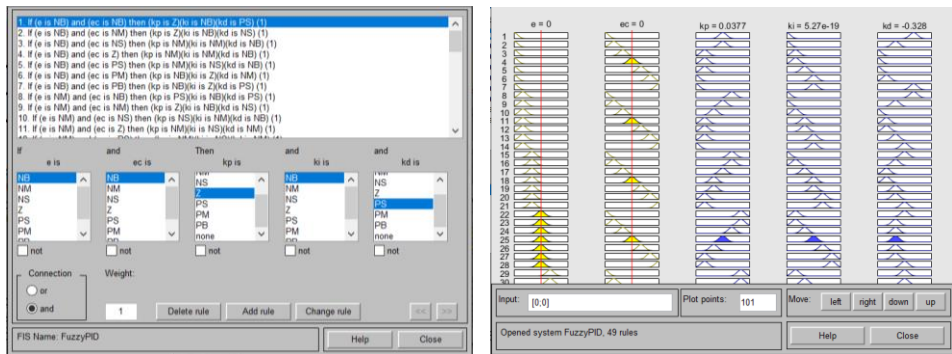 1. If (e is NB) and (ec is NB) then (kp is Z)(ki is NB)(kd is PS) (1)
2. If (e is NB) and (ec is NM) then (kp is Z)(ki is NB)(kd is NS) (1)
3. If (e is NB) and (ec is NS) then (kp is NM)(ki is NM)(kd is NB) (1)
4. If (e is NB) and (ec is Z) then (kp is NM)(ki is NM)(kd is NB) (1)
5. If (e is NB) and (ec is PS) then (kp is NM)(ki is NS)(kd is NB) (1)
6. If (e is NB) and (ec is PM) then (kp is NB)(ki is Z)(kd is NM) (1)
7. If (e is NB) and (ec is PB) then (kp is NB)(ki is Z)(kd is PS) (1)
8. If (e is NM) and (ec is NB) then (kp is PS)(ki is NB)(kd is PS) (1)
9. If (e is NM) and (ec is NM) then (kp is Z)(ki is NB)(kd is NS) (1)
10. If (e is NM) and (ec is NS) then (kp is NS)(ki is NM)(kd is NB) (1)
11. If (e is NM) and (ec is Z) then (kp is NM)(ki is NS)(kd is NM) (1)
If and Then and and
e is ec is kp is ki is kd is
NB NB NM NB NM
NM NM NS NM NS
NS NS Z NS Z
Z Z PS Z PS
PS PS PM PS PM
PM PM PB PM PB
none none
not not not not not
Connection Weight:
or
and 1 Delete rule Add rule Change rule << >>
FIS Name: FuzzyPID Help Close
e = 0 ec = 0 kp = 0.0377 ki = 5.27e-19 kd = -0.328
1
2
3
4
5
6
7
8
9
10
11
12
13
14
15
16
17
18
19
20
21
22
23
24
25
26
27
28
29
30
Input: [0;0] Plot points: 101 Move: left right down up
Opened system FuzzyPID, 49 rules Help Close